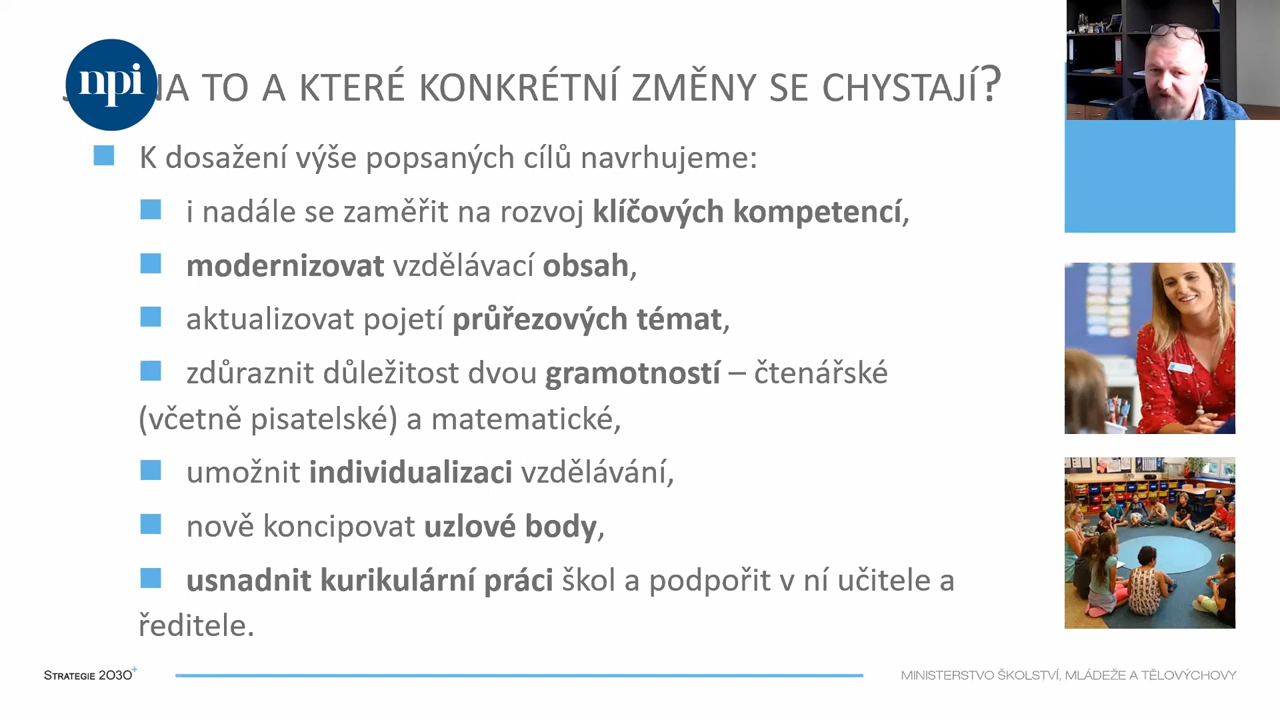 npi
NA TO A KTERÉ KONKRÉTNÍ ZMĚNY SE CHYSTAJÍ?
K dosažení výše popsaných cílů navrhujeme:
i nadále se zaměřit na rozvoj klíčových kompetencí,
modernizovat vzdělávací obsah,
aktualizovat pojetí průřezových témat,
zdůraznit důležitost dvou gramotností – čtenářské
(včetně pisatelské) a matematické,
umožnit individualizaci vzdělávání,
nově koncipovat uzlové body,
usnadnit kurikulární práci škol a podpořit v ní učitele a
ředitele.
STRATEGIE 2030+
MINISTERSTVO ŠKOLSTVÍ, MLÁDEŽE A TĚLOVÝCHOVY